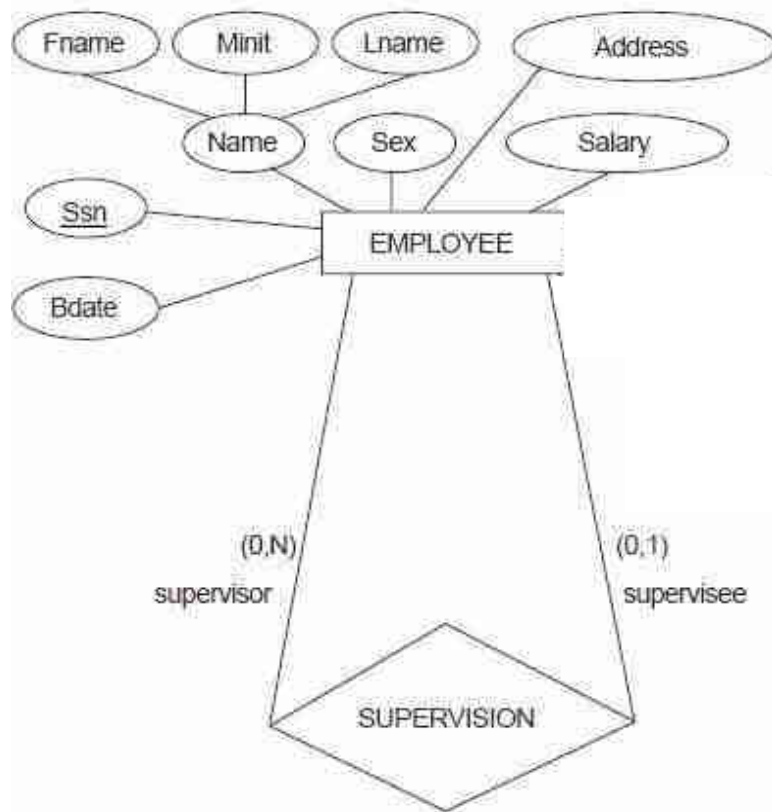 Fname
Minit
Lname
Address
Name
Sex
Salary
Ssn
EMPLOYEE
Bdate
(0,N)
(0,1)
supervisor
supervisee
SUPERVISION